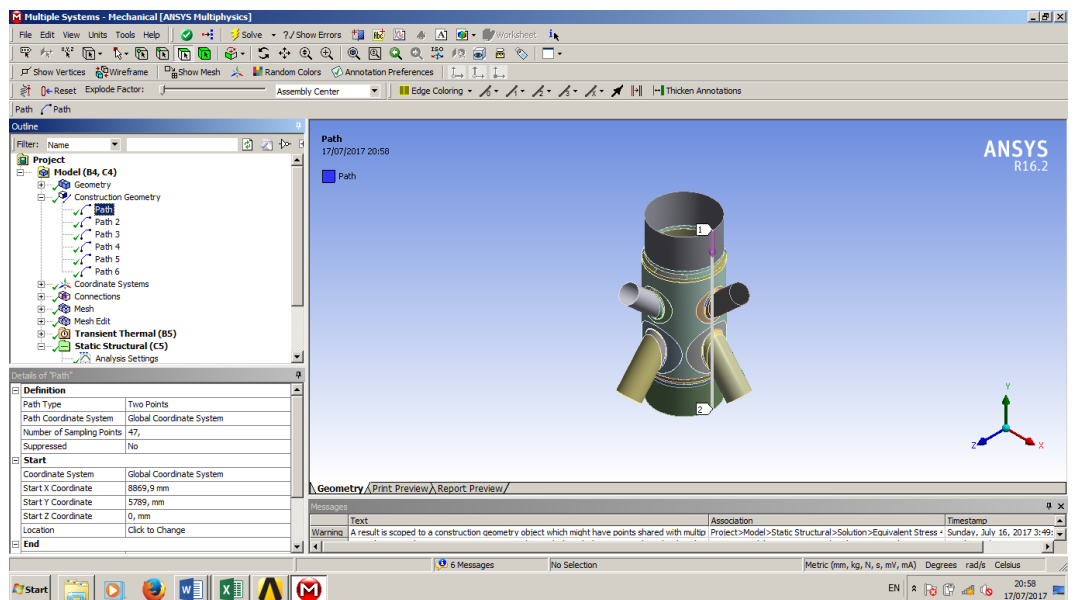 Multiple Systems - Mechanical [ANSYS Multiphysics]
File Edit View Units Tools Help Solve ?/Show Errors Worksheet
Show Vertices Wireframe Show Mesh Random Colors Annotation Preferences
Reset Explode Factor: Assembly Center Edge Coloring Thicken Annotations
Path Path
Outline
Filter: Name
Project
Model (B4, C4)
Geometry
Construction Geometry
Path
Path 2
Path 3
Path 4
Path 5
Path 6
Coordinate Systems
Connections
Mesh
Mesh Edit
Transient Thermal (B5)
Static Structural (C5)
Analysis Settings
Details of "Path"
Definition
Path Type Two Points
Path Coordinate System Global Coordinate System
Number of Sampling Points 47,
Suppressed No
Start
Coordinate System Global Coordinate System
Start X Coordinate 8869,9 mm
Start Y Coordinate 5789, mm
Start Z Coordinate 0, mm
Location Click to Change
End
Path
17/07/2017 20:58
Path
ANSYS
R16.2
1
2
Y
Z X
Geometry Print Preview Report Preview
Messages
Text Association Timestamp
Warning A result is scoped to a construction geometry object which might have points shared with multip Project>Model>Static Structural>Solution>Equivalent Stress Sunday, July 16, 2017 3:49:
6 Messages No Selection Metric (mm, kg, N, s, mV, mA) Degrees rad/s Celsius
Start EN 20:58
17/07/2017